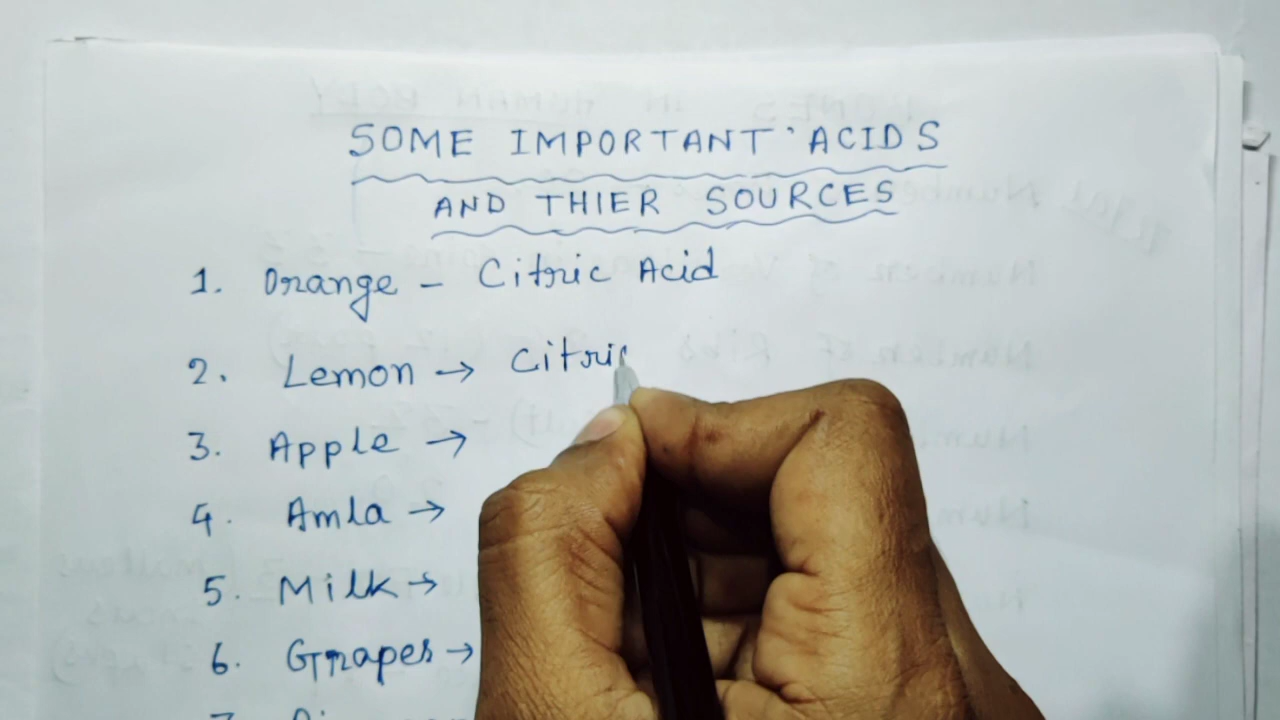 SOME IMPORTANT ACIDS
AND THIER SOURCES
1. Orange - Citric Acid
2. Lemon → Citric
3. Apple →
4. Amla →
5. Milk →
6. Grapes →
7.